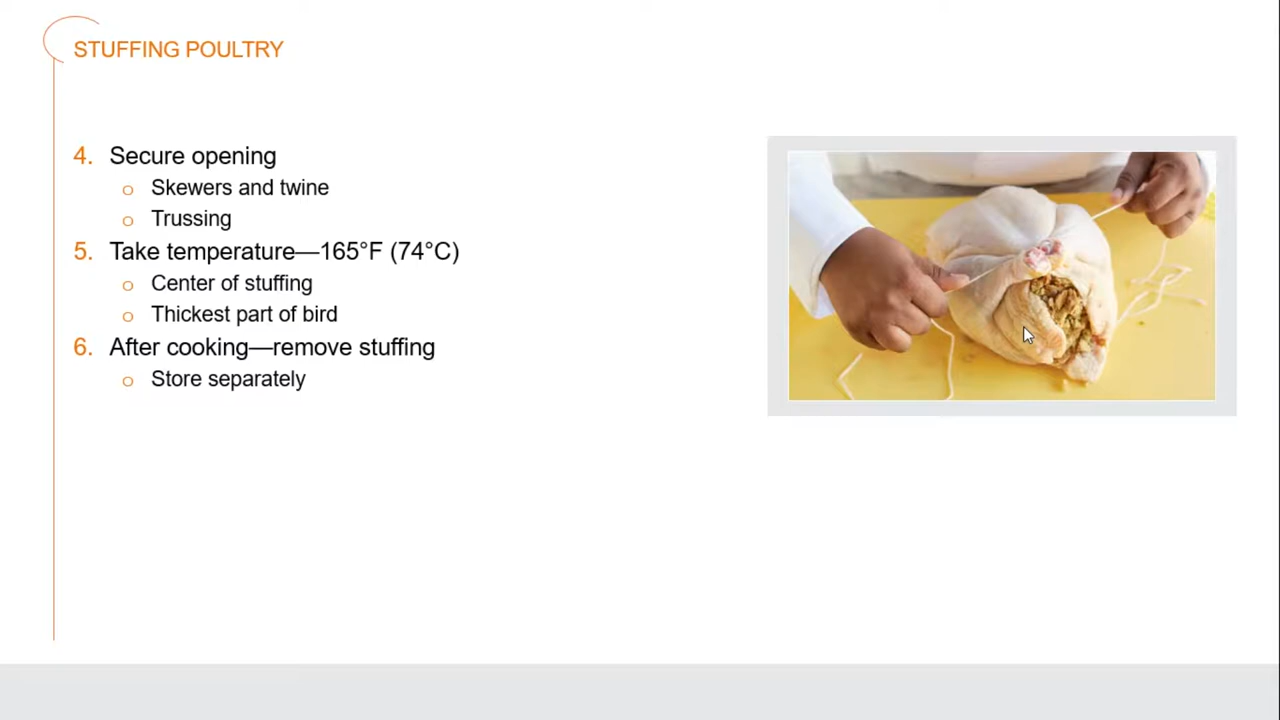 STUFFING POULTRY
4. Secure opening
o Skewers and twine
o Trussing
5. Take temperature—165°F (74°C)
o Center of stuffing
o Thickest part of bird
6. After cooking—remove stuffing
o Store separately